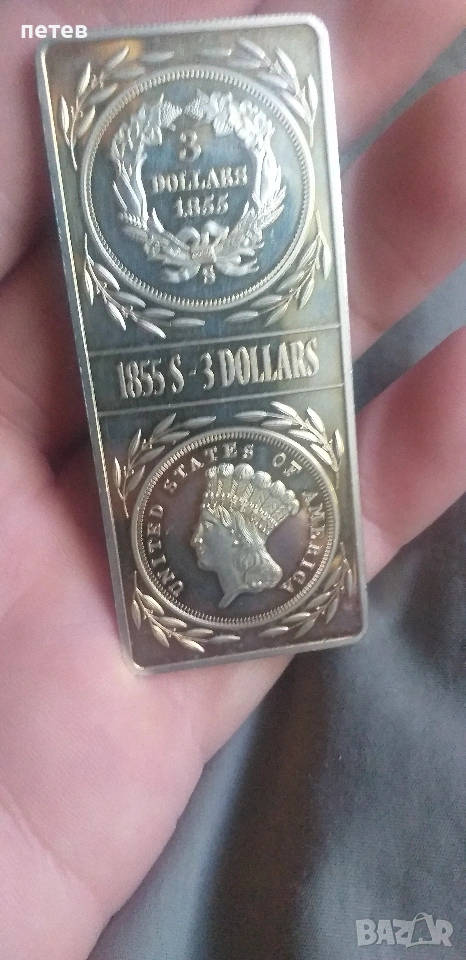 петев
3
DOLLARS
1855
S
1855 S - 3 DOLLARS
UNITED STATES OF AMERICA
BAZAR